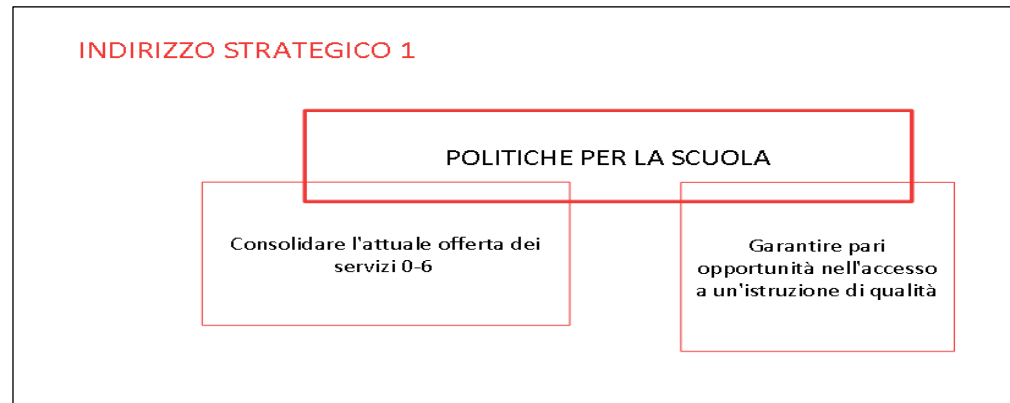 INDIRIZZO STRATEGICO 1
POLITICHE PER LA SCUOLA
Consolidare l'attuale offerta dei
servizi 0-6
Garantire pari
opportunità nell'accesso
a un'istruzione di qualità